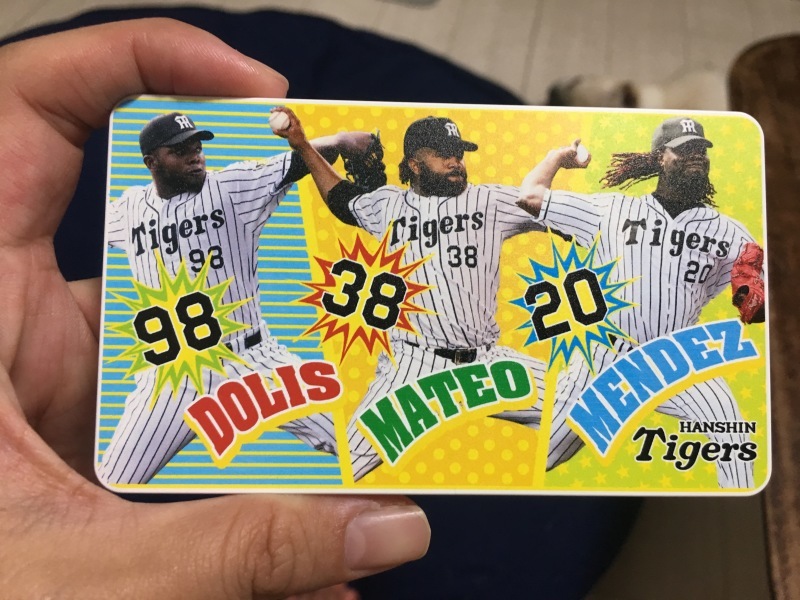 Tigers
98
98
DOLIS
Tigers
38
38
MATEO
Tigers
20
20
MENDEZ
HANSHIN
Tigers